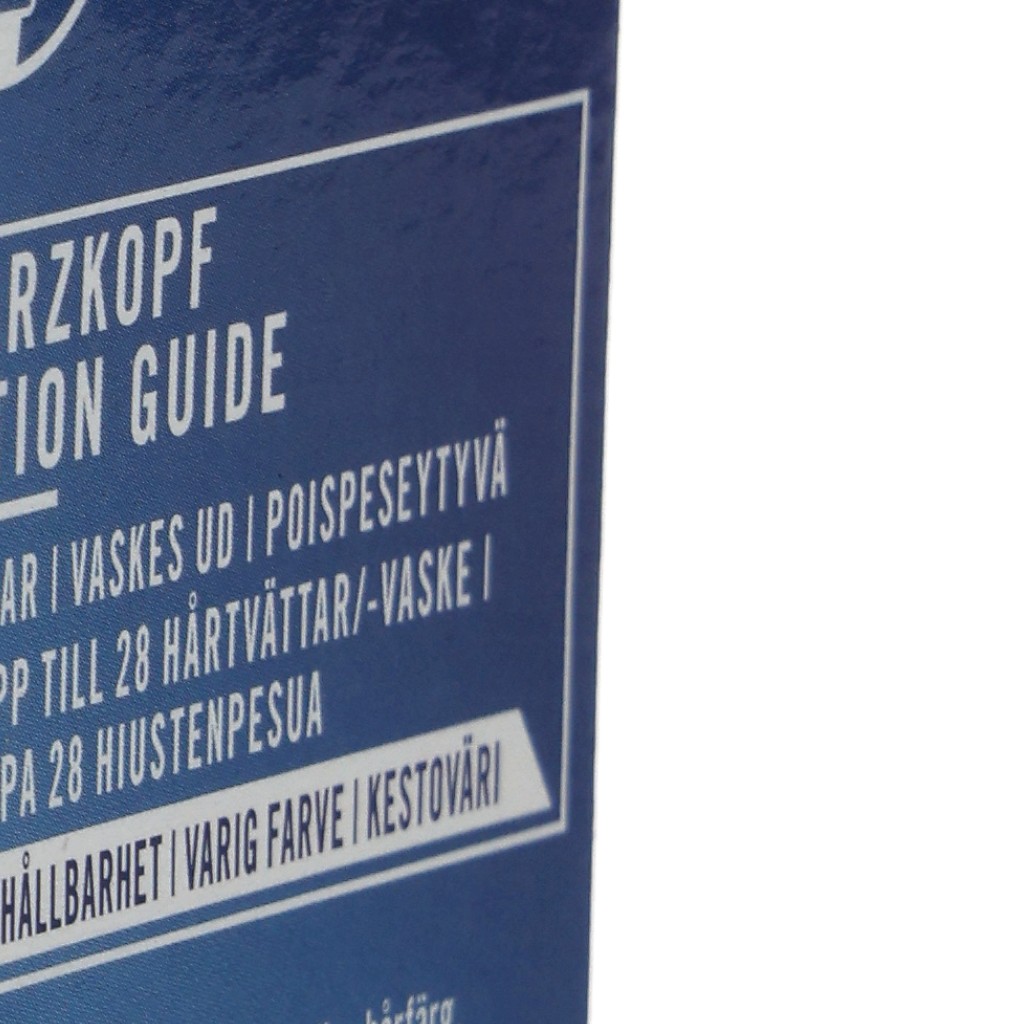 RZKOPF
TION GUIDE
AR | VASKES UD | POISPESEYTYVÄ
PP TILL 28 HÅRTVÄTTAR/-VASKE |
PA 28 HIUSTENPESUA
HÅLLBARHET | VARIG FARVE | KESTOVÄRI
hårfärg